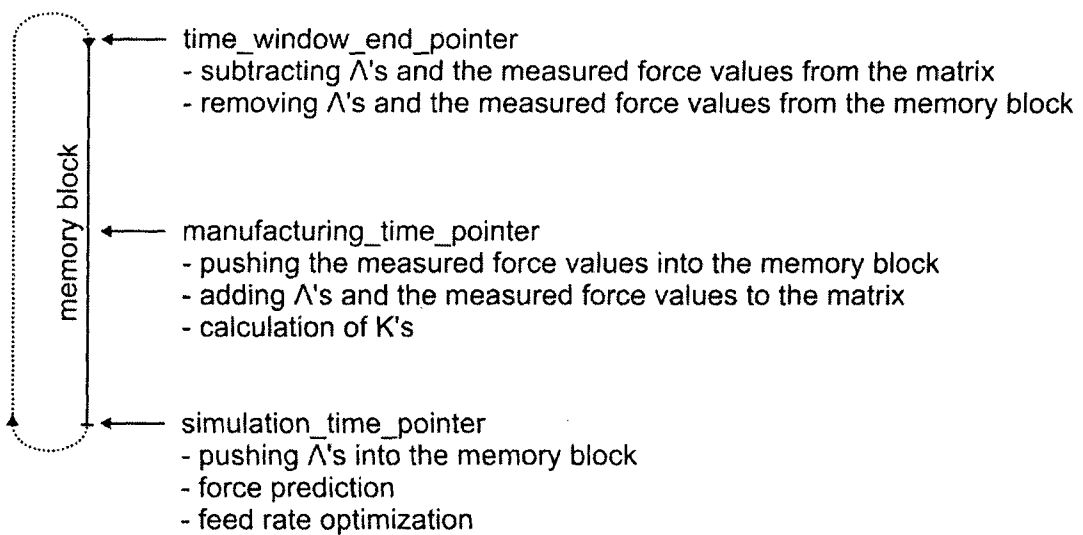 time_window_end_pointer
- subtracting Λ's and the measured force values from the matrix
- removing Λ's and the measured force values from the memory block
memory block
manufacturing_time_pointer
- pushing the measured force values into the memory block
- adding Λ's and the measured force values to the matrix
- calculation of K's
simulation_time_pointer
- pushing Λ's into the memory block
- force prediction
- feed rate optimization